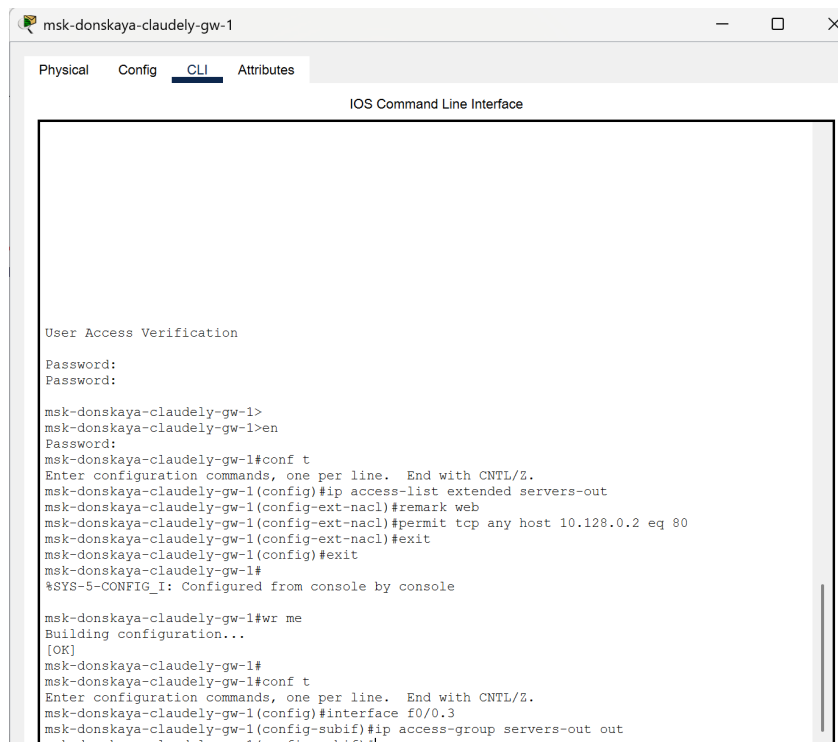 msk-donskaya-claudely-gw-1
Physical Config CLI Attributes
IOS Command Line Interface
User Access Verification
Password:
Password:
msk-donskaya-claudely-gw-1>
msk-donskaya-claudely-gw-1>en
Password:
msk-donskaya-claudely-gw-1#conf t
Enter configuration commands, one per line.  End with CNTL/Z.
msk-donskaya-claudely-gw-1(config)#ip access-list extended servers-out
msk-donskaya-claudely-gw-1(config-ext-nacl)#remark web
msk-donskaya-claudely-gw-1(config-ext-nacl)#permit tcp any host 10.128.0.2 eq 80
msk-donskaya-claudely-gw-1(config-ext-nacl)#exit
msk-donskaya-claudely-gw-1(config)#exit
msk-donskaya-claudely-gw-1#
%SYS-5-CONFIG_I: Configured from console by console
msk-donskaya-claudely-gw-1#wr me
Building configuration...
[OK]
msk-donskaya-claudely-gw-1#
msk-donskaya-claudely-gw-1#conf t
Enter configuration commands, one per line.  End with CNTL/Z.
msk-donskaya-claudely-gw-1(config)#interface f0/0.3
msk-donskaya-claudely-gw-1(config-subif)#ip access-group servers-out out